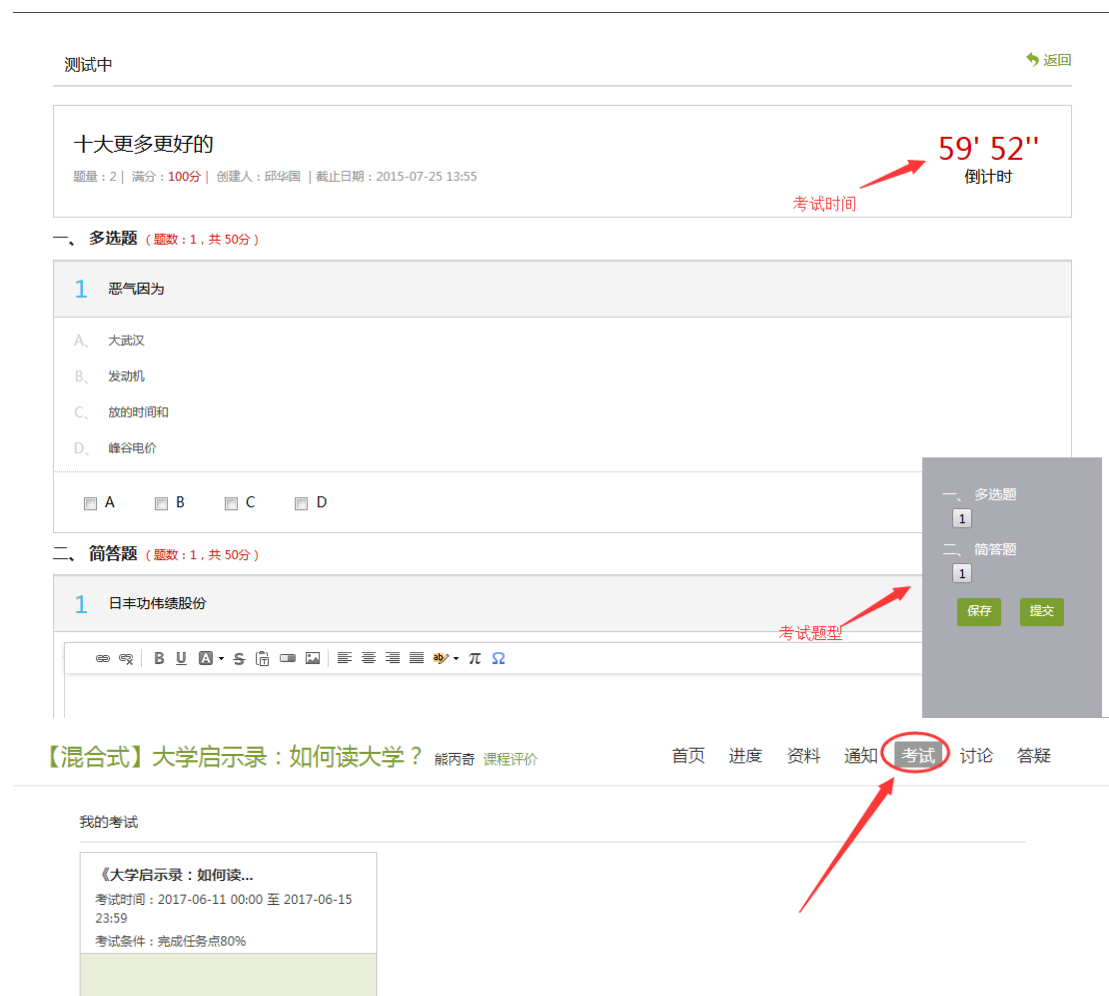 测试中
返回
十大更多更好的
59' 52''
题量：2 | 满分：100分 | 创建人：邱华国 | 截止日期：2015-07-25 13:55
倒计时
考试时间
一、 多选题（题数：1，共 50分）
1 恶气因为
A、 大武汉
B、 发动机
C、 放的时间和
D、 峰谷电价
A B C D
一、 多选题
1
二、 简答题
1
保存 提交
二、 简答题（题数：1，共 50分）
1 日丰功伟绩股份
考试题型
B U A S π Ω
【混合式】大学启示录：如何读大学？ 熊丙奇 课程评价
首页 进度 资料 通知 考试 讨论 答疑
我的考试
《大学启示录：如何读...
考试时间：2017-06-11 00:00 至 2017-06-15
23:59
考试条件：完成任务点80%